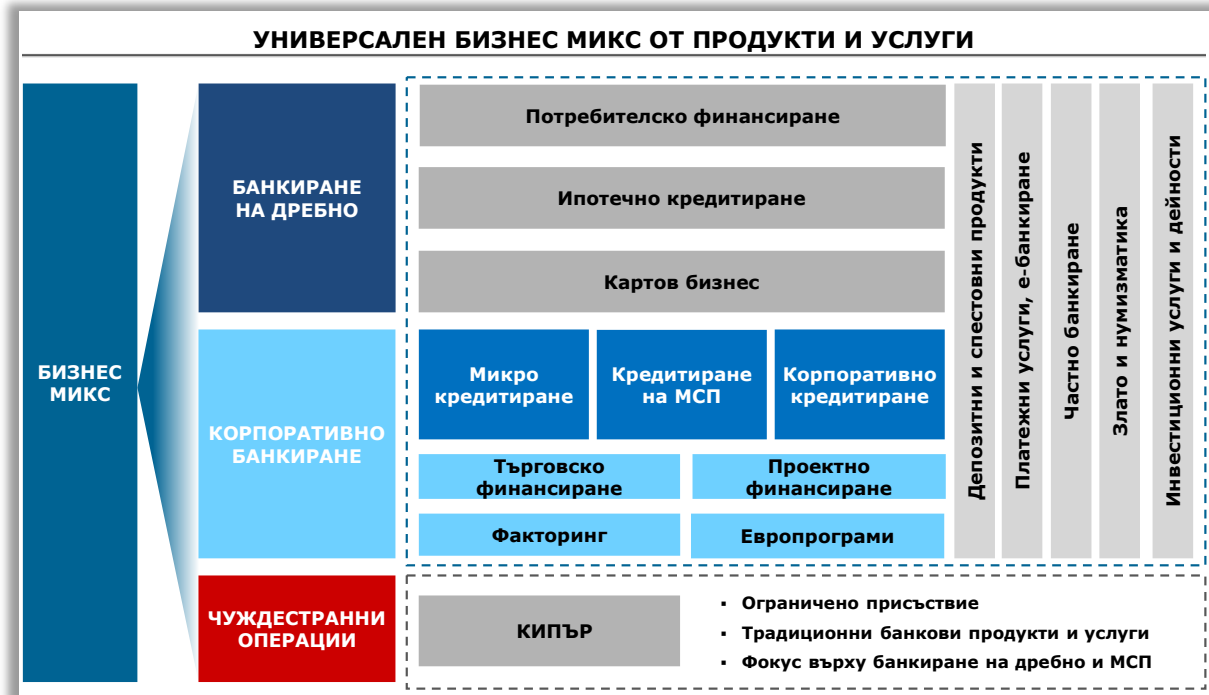 УНИВЕРСАЛЕН БИЗНЕС МИКС ОТ ПРОДУКТИ И УСЛУГИ
БИЗНЕС
МИКС
БАНКИРАНЕ
НА ДРЕБНО
Потребителско финансиране
Ипотечно кредитиране
Картов бизнес
КОРПОРАТИВНО
БАНКИРАНЕ
Микро
кредитиране
Кредитиране
на МСП
Корпоративно
кредитиране
Търговско
финансиране
Проектно
финансиране
Факторинг
Европрограми
Депозитни и спестовни продукти
Платежни услуги, е-банкиране
Частно банкиране
Злато и нумизматика
Инвестиционни услуги и дейности
ЧУЖДЕСТРАННИ
ОПЕРАЦИИ
КИПЪР
▪ Ограничено присъствие
▪ Традиционни банкови продукти и услуги
▪ Фокус върху банкиране на дребно и МСП